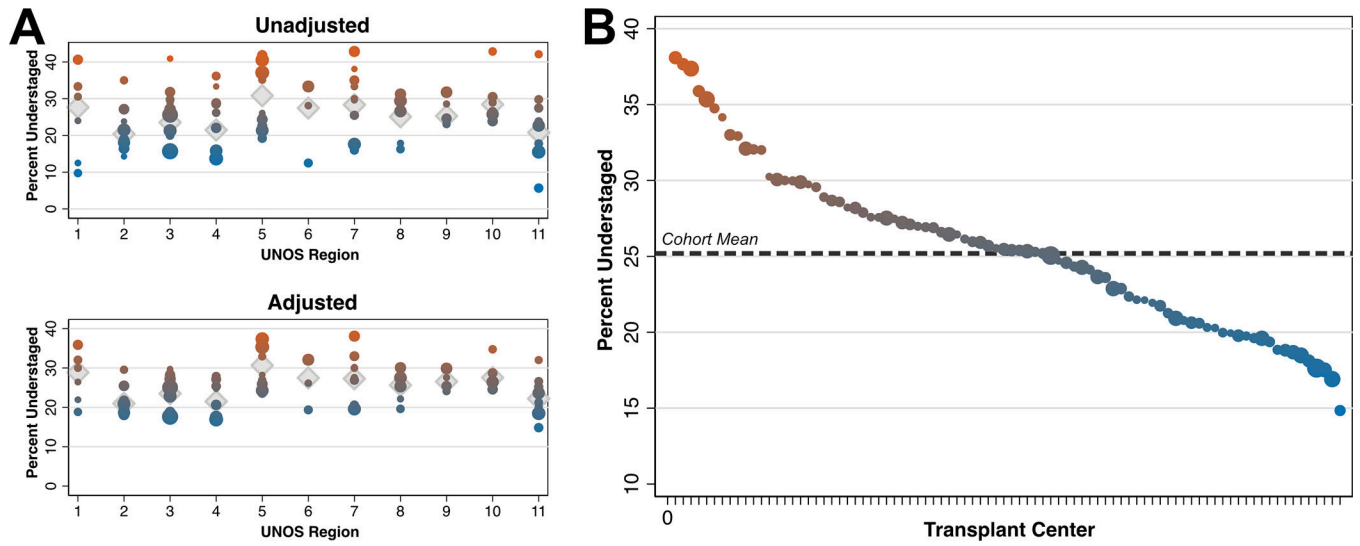 A
Unadjusted
Percent Understaged
40
30
20
10
0
1 2 3 4 5 6 7 8 9 10 11
UNOS Region
Adjusted
Percent Understaged
40
30
20
10
0
1 2 3 4 5 6 7 8 9 10 11
UNOS Region
B
Percent Understaged
40
35
30
25
20
15
10
Cohort Mean
0
Transplant Center